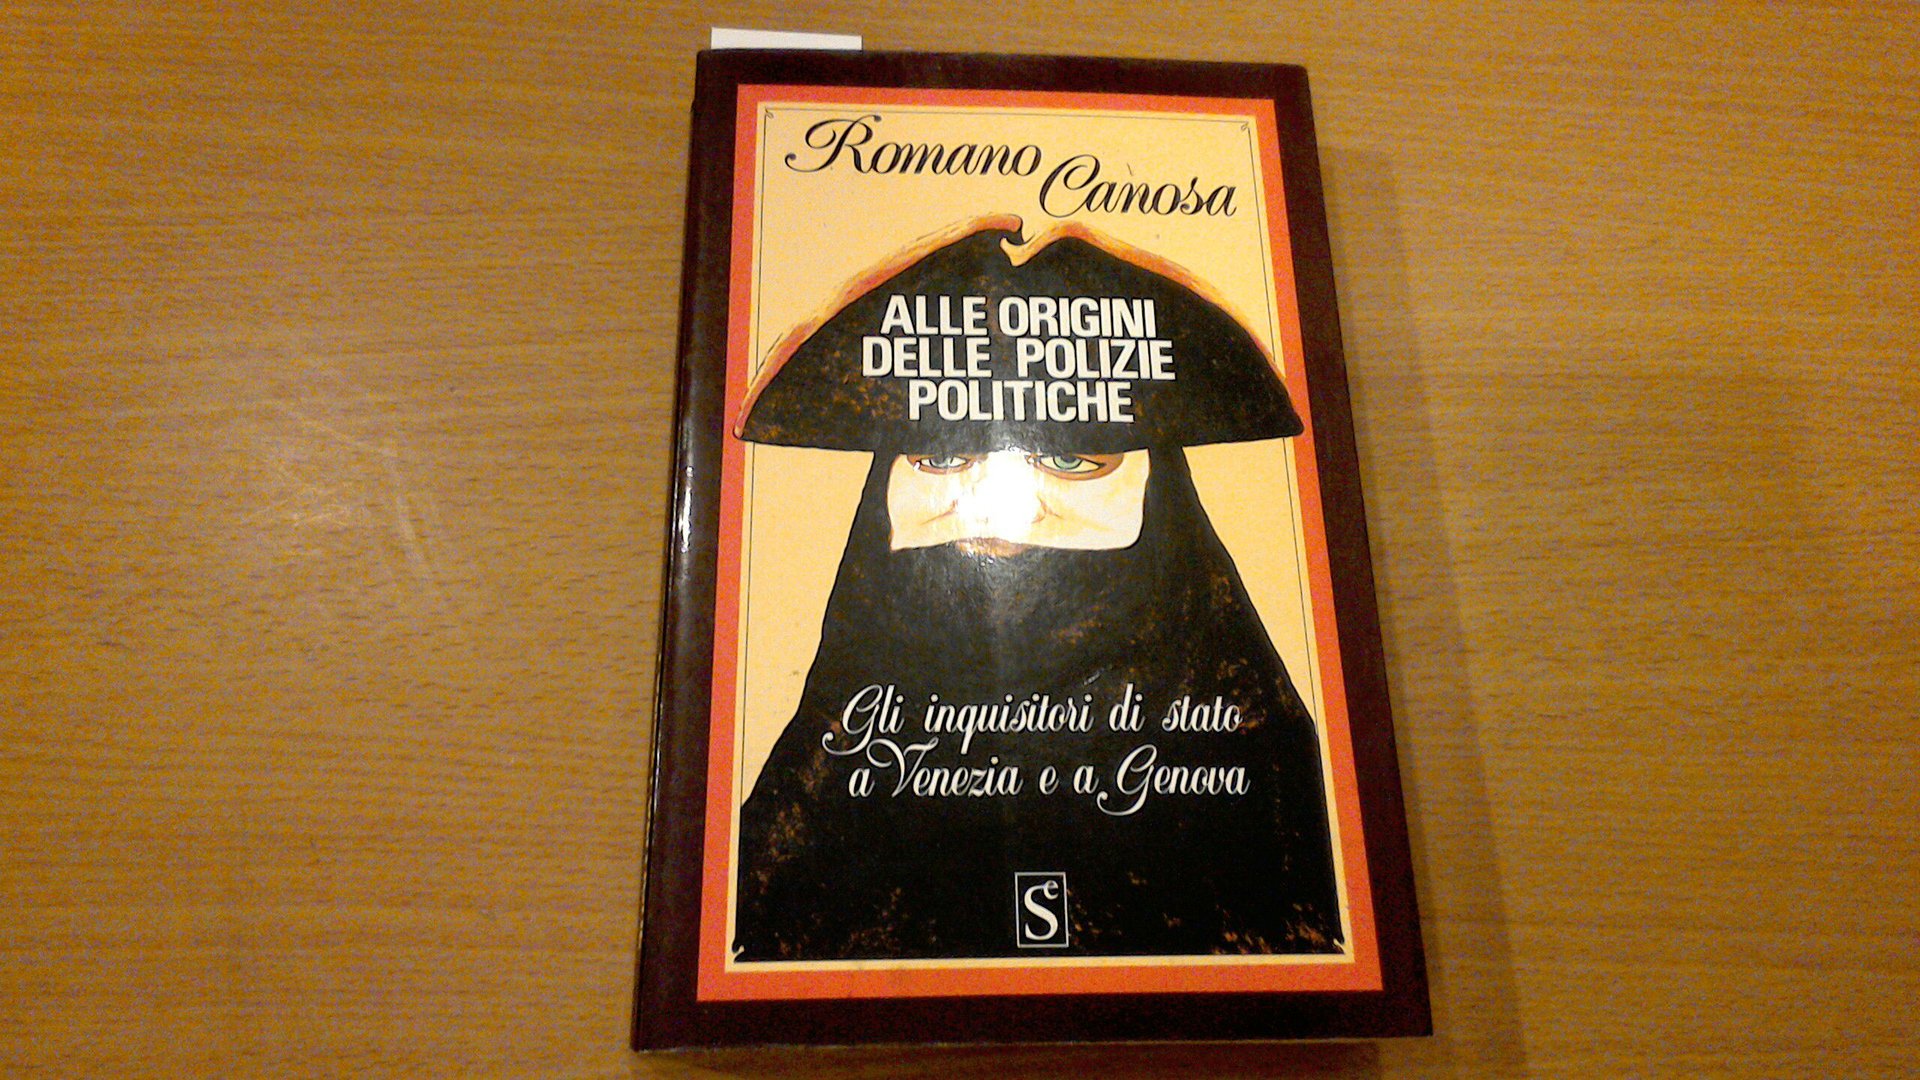 Romano
Canosa
ALLE ORIGINI
DELLE POLIZIE
POLITICHE
Gli inquisitori di stato
a Venezia e a Genova
Se